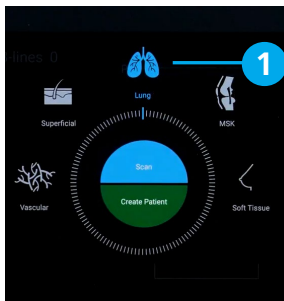 -lines 0
1
Lung
Superficial
MSK
Scan
Create Patient
Vascular
Soft Tissue